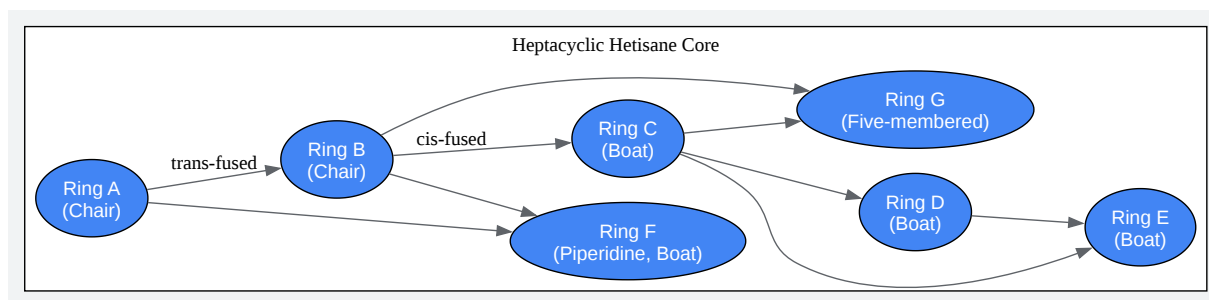 Heptacyclic Hetisane Core
Ring A
(Chair)
trans-fused
Ring B
(Chair)
cis-fused
Ring C
(Boat)
Ring G
(Five-membered)
Ring F
(Piperidine, Boat)
Ring D
(Boat)
Ring E
(Boat)